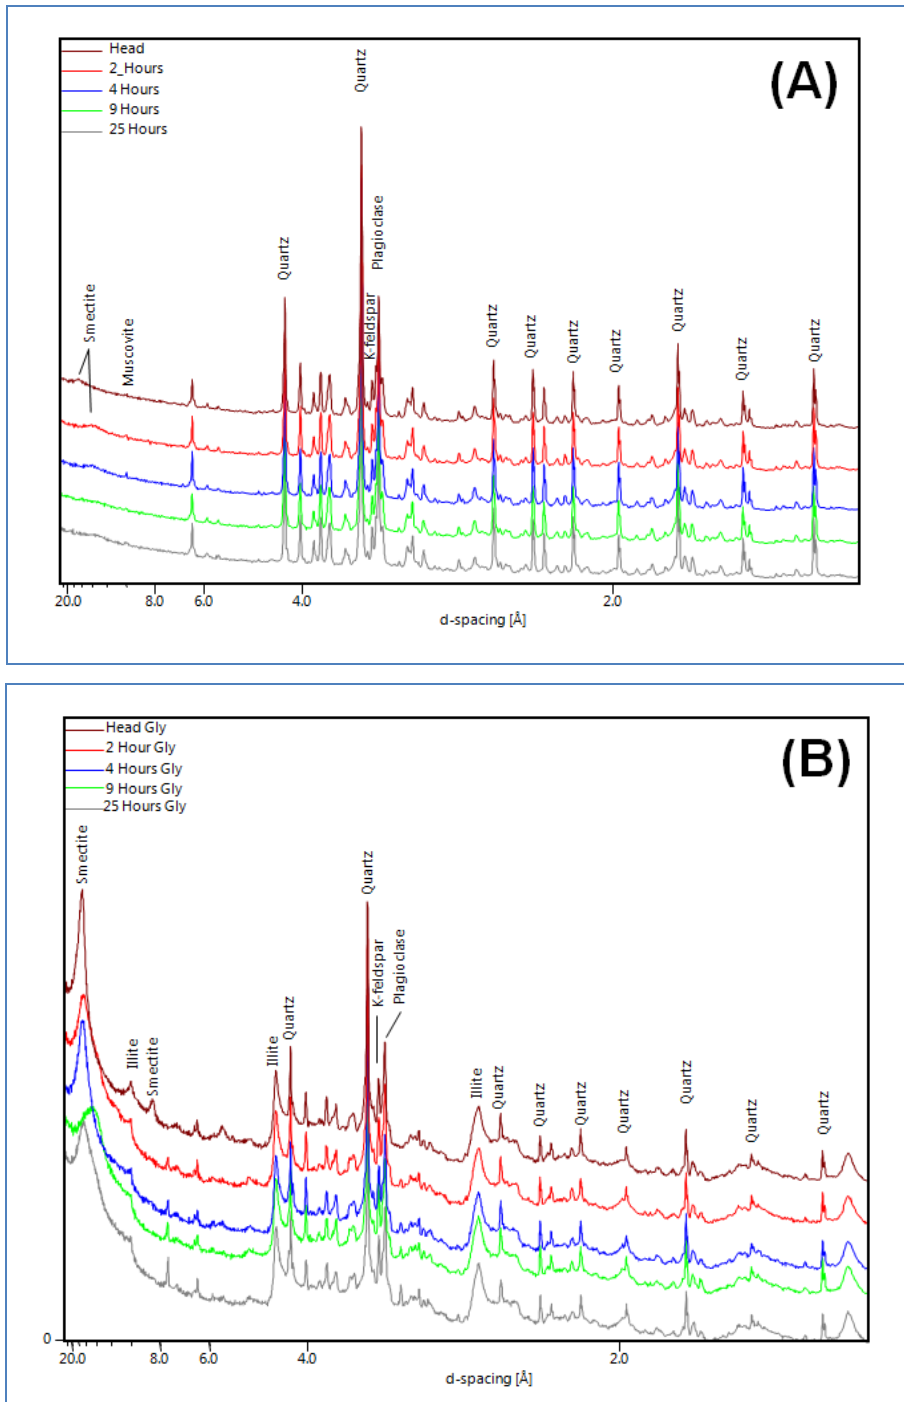 Head
2_Hours
4 Hours
9 Hours
25 Hours
(A)
Smectite
Muscovite
Quartz
Quartz
K-feldspar
Plagioclase
Quartz
Quartz
Quartz
Quartz
Quartz
Quartz
Quartz
20.0 8.0 6.0 4.0 2.0
d-spacing [Å]
Head Gly
2 Hour Gly
4 Hours Gly
9 Hours Gly
25 Hours Gly
(B)
Smectite
Illite
Smectite
Illite
Quartz
Quartz
K-feldspar
Plagioclase
Illite
Quartz
Quartz
Quartz
Quartz
Quartz
Quartz
Quartz
0
20.0 8.0 6.0 4.0 2.0
d-spacing [Å]